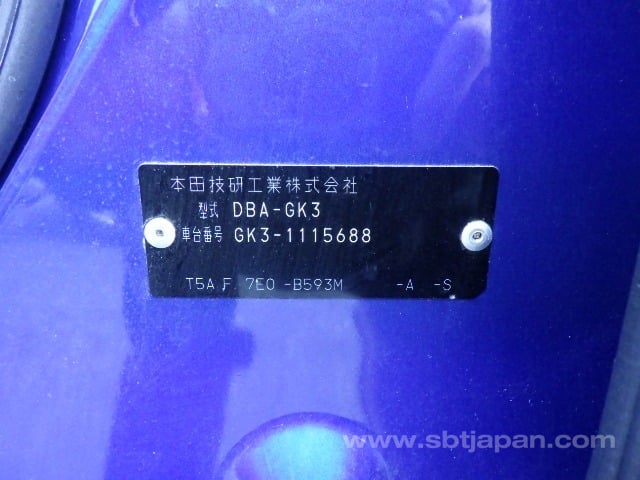 本田技研工業株式会社
型式 DBA-GK3
車台番号 GK3-1115688
T5A F. 7E0 -B593M -A -S
www.sbtjapan.com